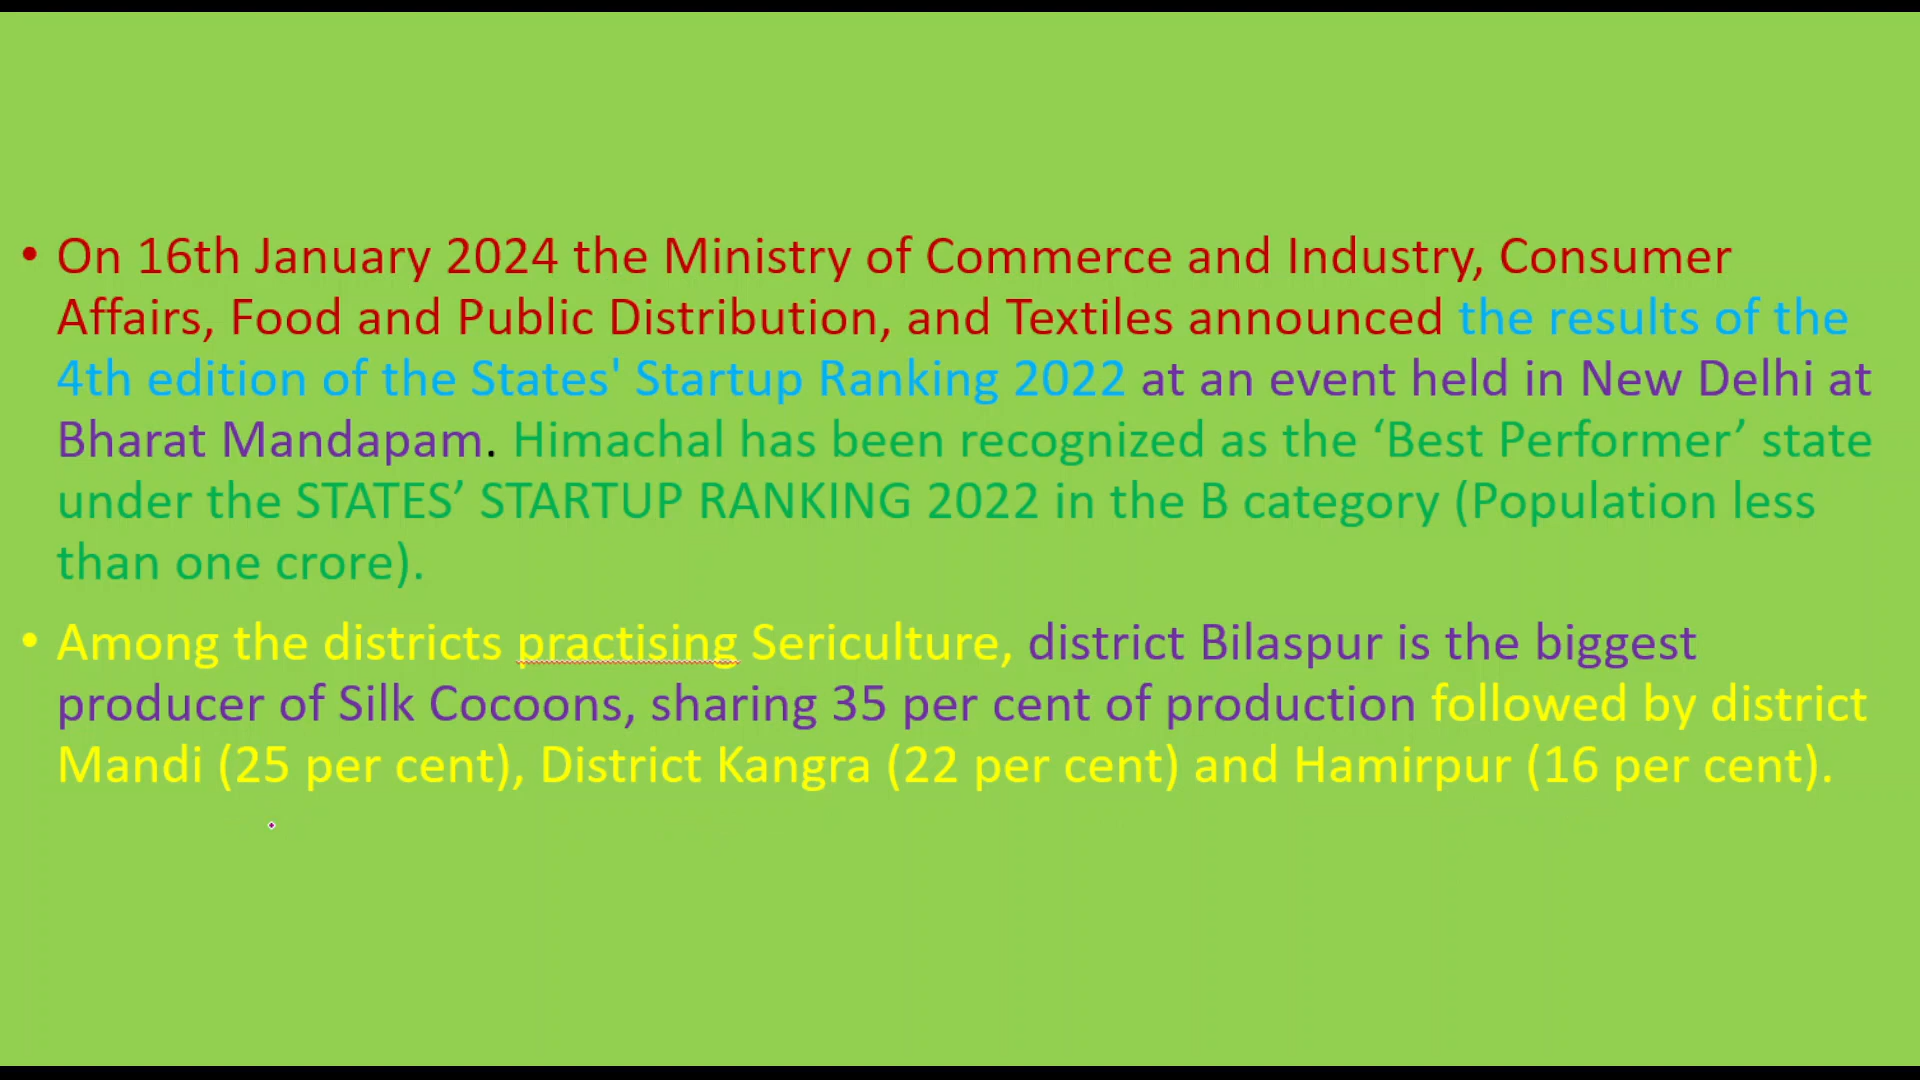 • On 16th January 2024 the Ministry of Commerce and Industry, Consumer
Affairs, Food and Public Distribution, and Textiles announced the results of the
4th edition of the States' Startup Ranking 2022 at an event held in New Delhi at
Bharat Mandapam. Himachal has been recognized as the ‘Best Performer’ state
under the STATES’ STARTUP RANKING 2022 in the B category (Population less
than one crore).
• Among the districts practising Sericulture, district Bilaspur is the biggest
producer of Silk Cocoons, sharing 35 per cent of production followed by district
Mandi (25 per cent), District Kangra (22 per cent) and Hamirpur (16 per cent).